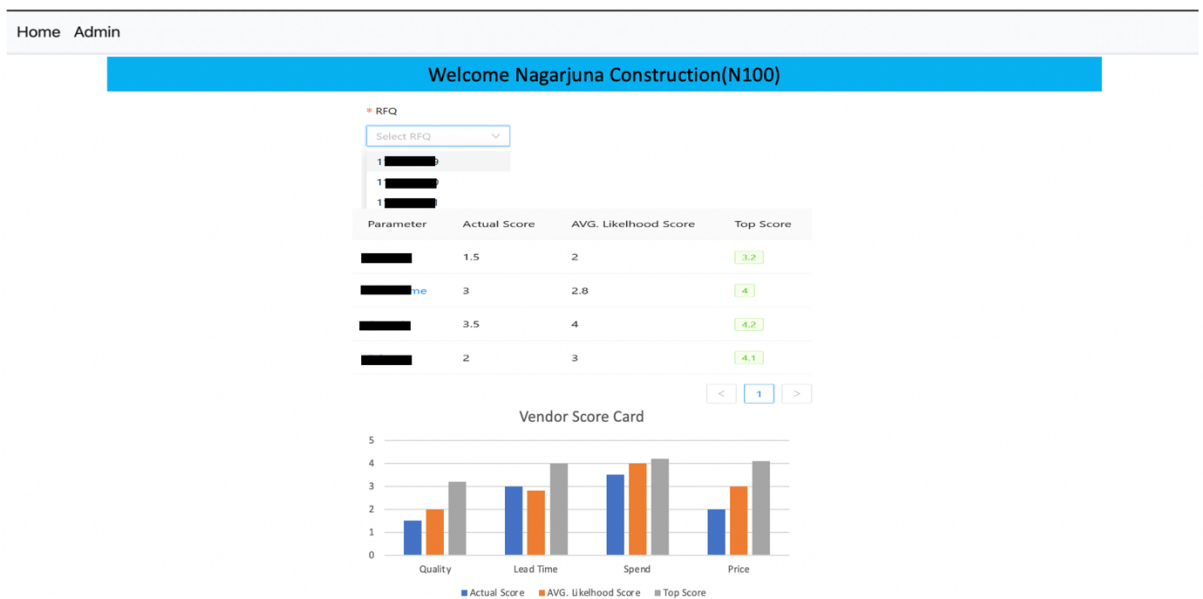 Home Admin
Welcome Nagarjuna Construction(N100)
* RFQ
Select RFQ
Parameter Actual Score AVG. Likelhood Score Top Score
1.5 2 3.2
me 3 2.8 4
3.5 4 4.2
2 3 4.1
< 1 >
Vendor Score Card
5
4
3
2
1
0
Quality Lead Time Spend Price
Actual Score AVG. Likelhood Score Top Score